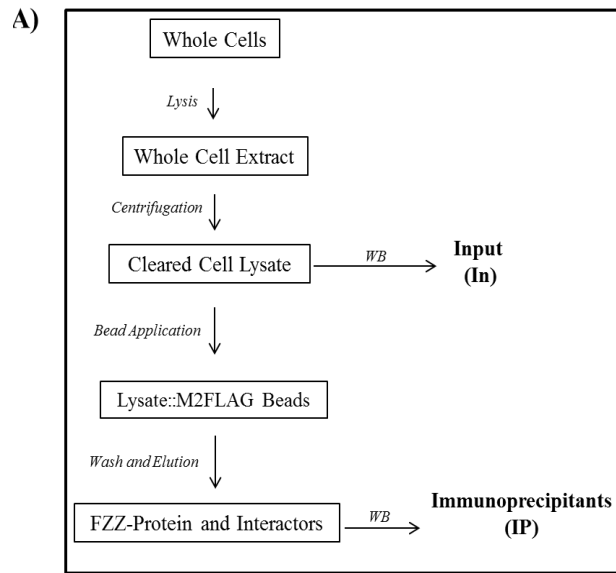 A)
Whole Cells
Lysis
Whole Cell Extract
Centrifugation
Cleared Cell Lysate
WB
Input
(In)
Bead Application
Lysate::M2FLAG Beads
Wash and Elution
FZZ-Protein and Interactors
WB
Immunoprecipitants
(IP)